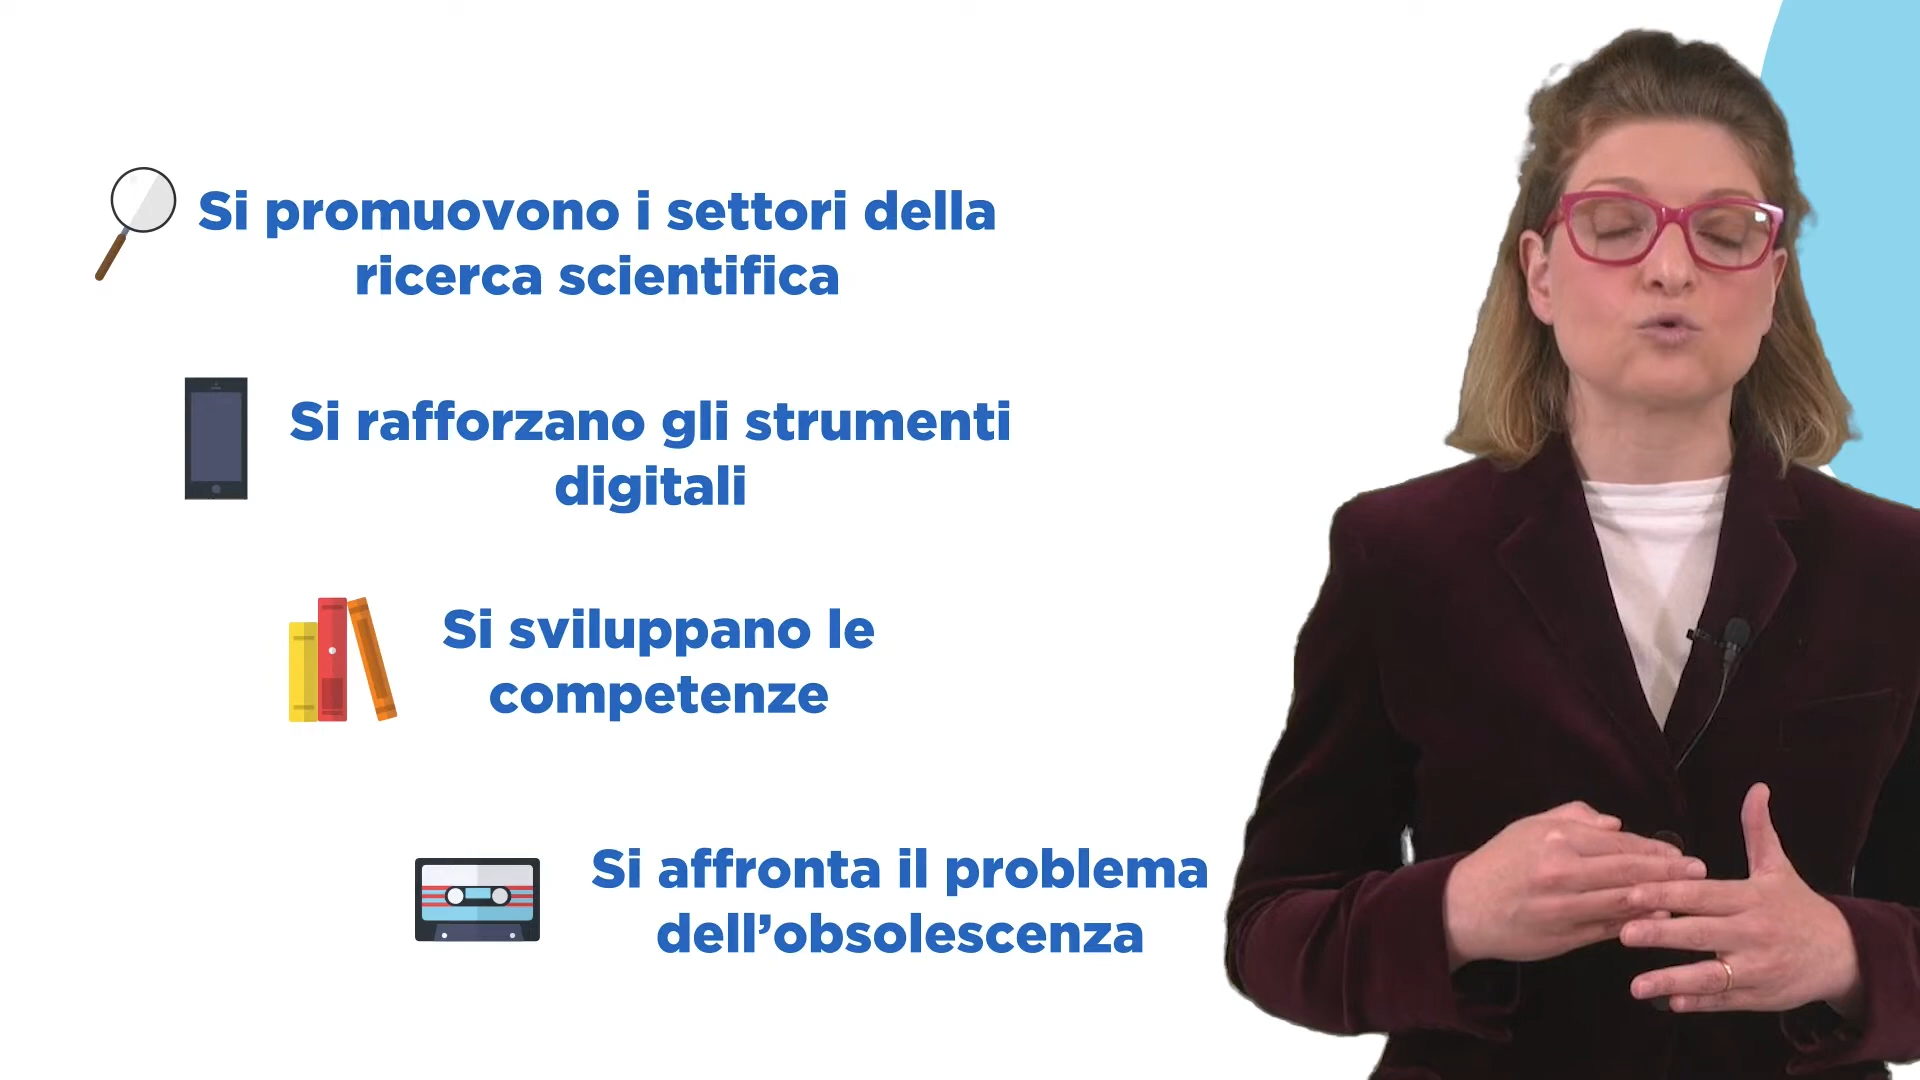 Si promuovono i settori della
ricerca scientifica
Si rafforzano gli strumenti
digitali
Si sviluppano le
competenze
Si affronta il problema
dell’obsolescenza